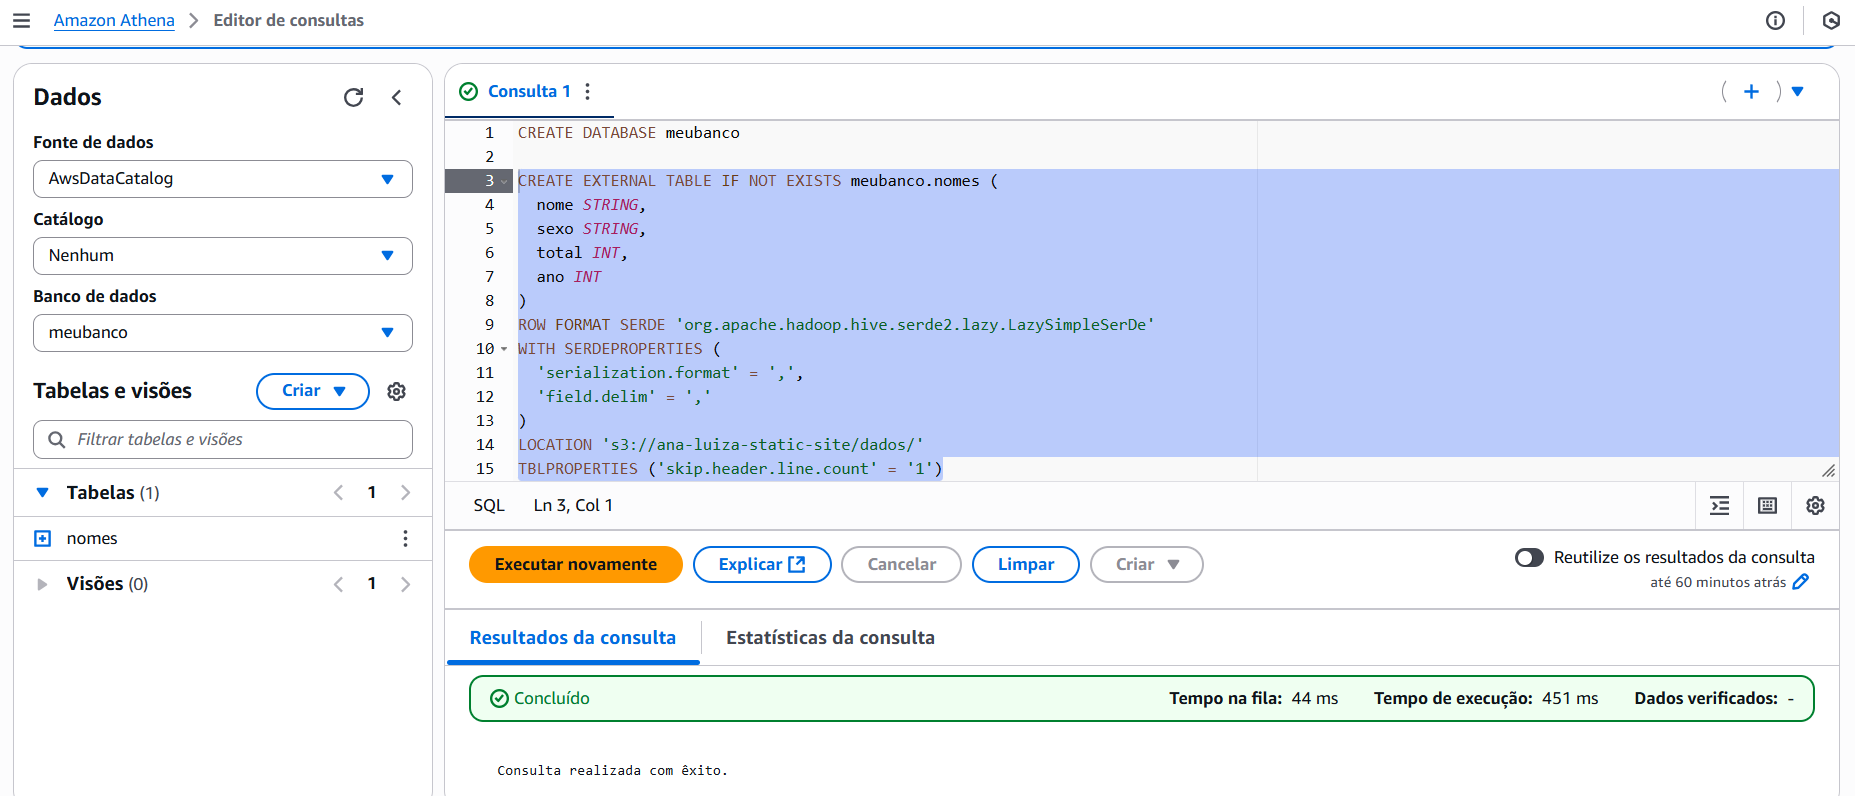 Amazon Athena > Editor de consultas
Dados
Fonte de dados
AwsDataCatalog
Catálogo
Nenhum
Banco de dados
meubanco
Tabelas e visões
Criar
Filtrar tabelas e visões
Tabelas (1)
< 1 >
nomes
Visões (0)
< 1 >
Consulta 1
( + )
1 CREATE DATABASE meubanco
2
3 CREATE EXTERNAL TABLE IF NOT EXISTS meubanco.nomes (
4 nome STRING,
5 sexo STRING,
6 total INT,
7 ano INT
8 )
9 ROW FORMAT SERDE 'org.apache.hadoop.hive.serde2.lazy.LazySimpleSerDe'
10 WITH SERDEPROPERTIES (
11 'serialization.format' = ',',
12 'field.delim' = ','
13 )
14 LOCATION 's3://ana-luiza-static-site/dados/'
15 TBLPROPERTIES ('skip.header.line.count' = '1')
SQL Ln 3, Col 1
Executar novamente Explicar Cancelar Limpar Criar
Reutilize os resultados da consulta
até 60 minutos atrás
Resultados da consulta Estatísticas da consulta
Concluído Tempo na fila: 44 ms Tempo de execução: 451 ms Dados verificados: -
Consulta realizada com êxito.